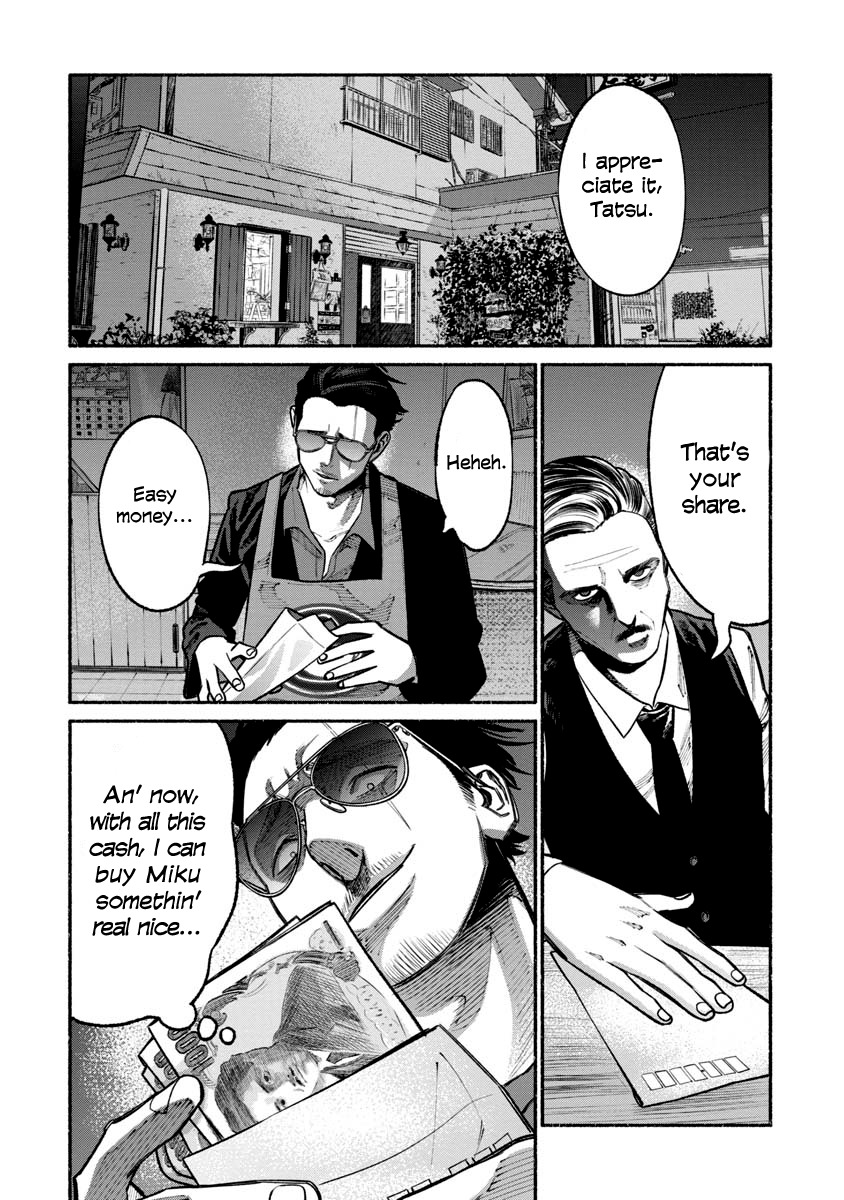 I appre-
ciate it,
Tatsu.
That's
your
share.
Heheh.
Easy
money...
An' now,
with all this
cash, I can
buy Miku
somethin'
real nice...